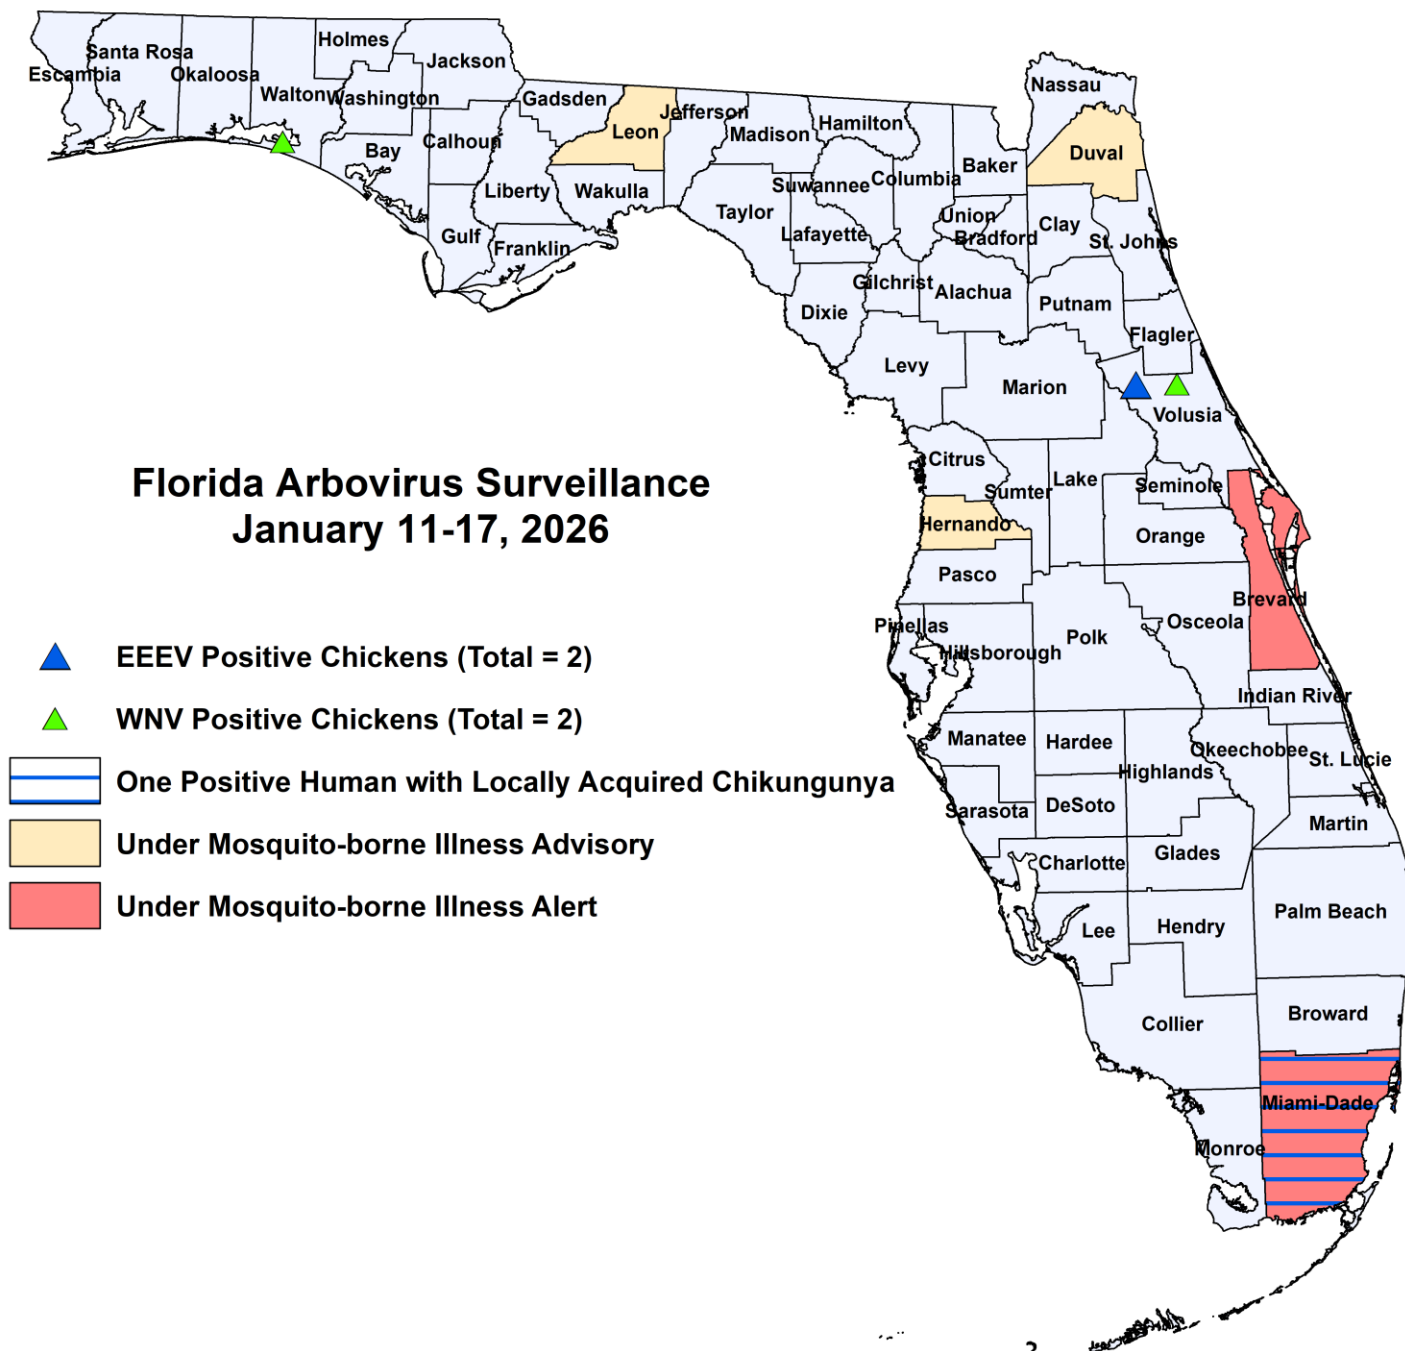 Holmes
Santa Rosa
Jackson
Escambia
Okaloosa
Walton
Washington
Gadsden
Jefferson
Nassau
Leon
Madison
Hamilton
Calhoun
Bay
Duval
Baker
Liberty
Wakulla
Suwannee
Columbia
Taylor
Union
Clay
Gulf
Franklin
Lafayette
Bradford
St. Johns
Gilchrist
Alachua
Dixie
Putnam
Flagler
Levy
Marion
Volusia
Citrus
Sumter
Lake
Seminole
Hernando
Orange
Pasco
Brevard
Pinellas
Osceola
Polk
Hillsborough
Indian River
Manatee
Hardee
Okeechobee
St. Lucie
Highlands
Sarasota
DeSoto
Martin
Charlotte
Glades
Palm Beach
Lee
Hendry
Broward
Collier
Miami-Dade
Monroe
Florida Arbovirus Surveillance
January 11-17, 2026
EEEV Positive Chickens (Total = 2)
WNV Positive Chickens (Total = 2)
One Positive Human with Locally Acquired Chikungunya
Under Mosquito-borne Illness Advisory
Under Mosquito-borne Illness Alert